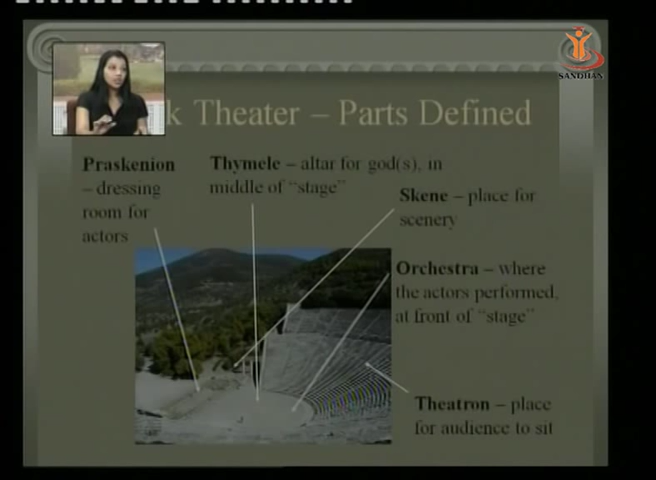 SANDHAN
k Theater – Parts Defined
Praskenion
– dressing
room for
actors
Thymele – altar for god(s), in
middle of "stage"
Skene – place for
scenery
Orchestra – where
the actors performed,
at front of "stage"
Theatron – place
for audience to sit